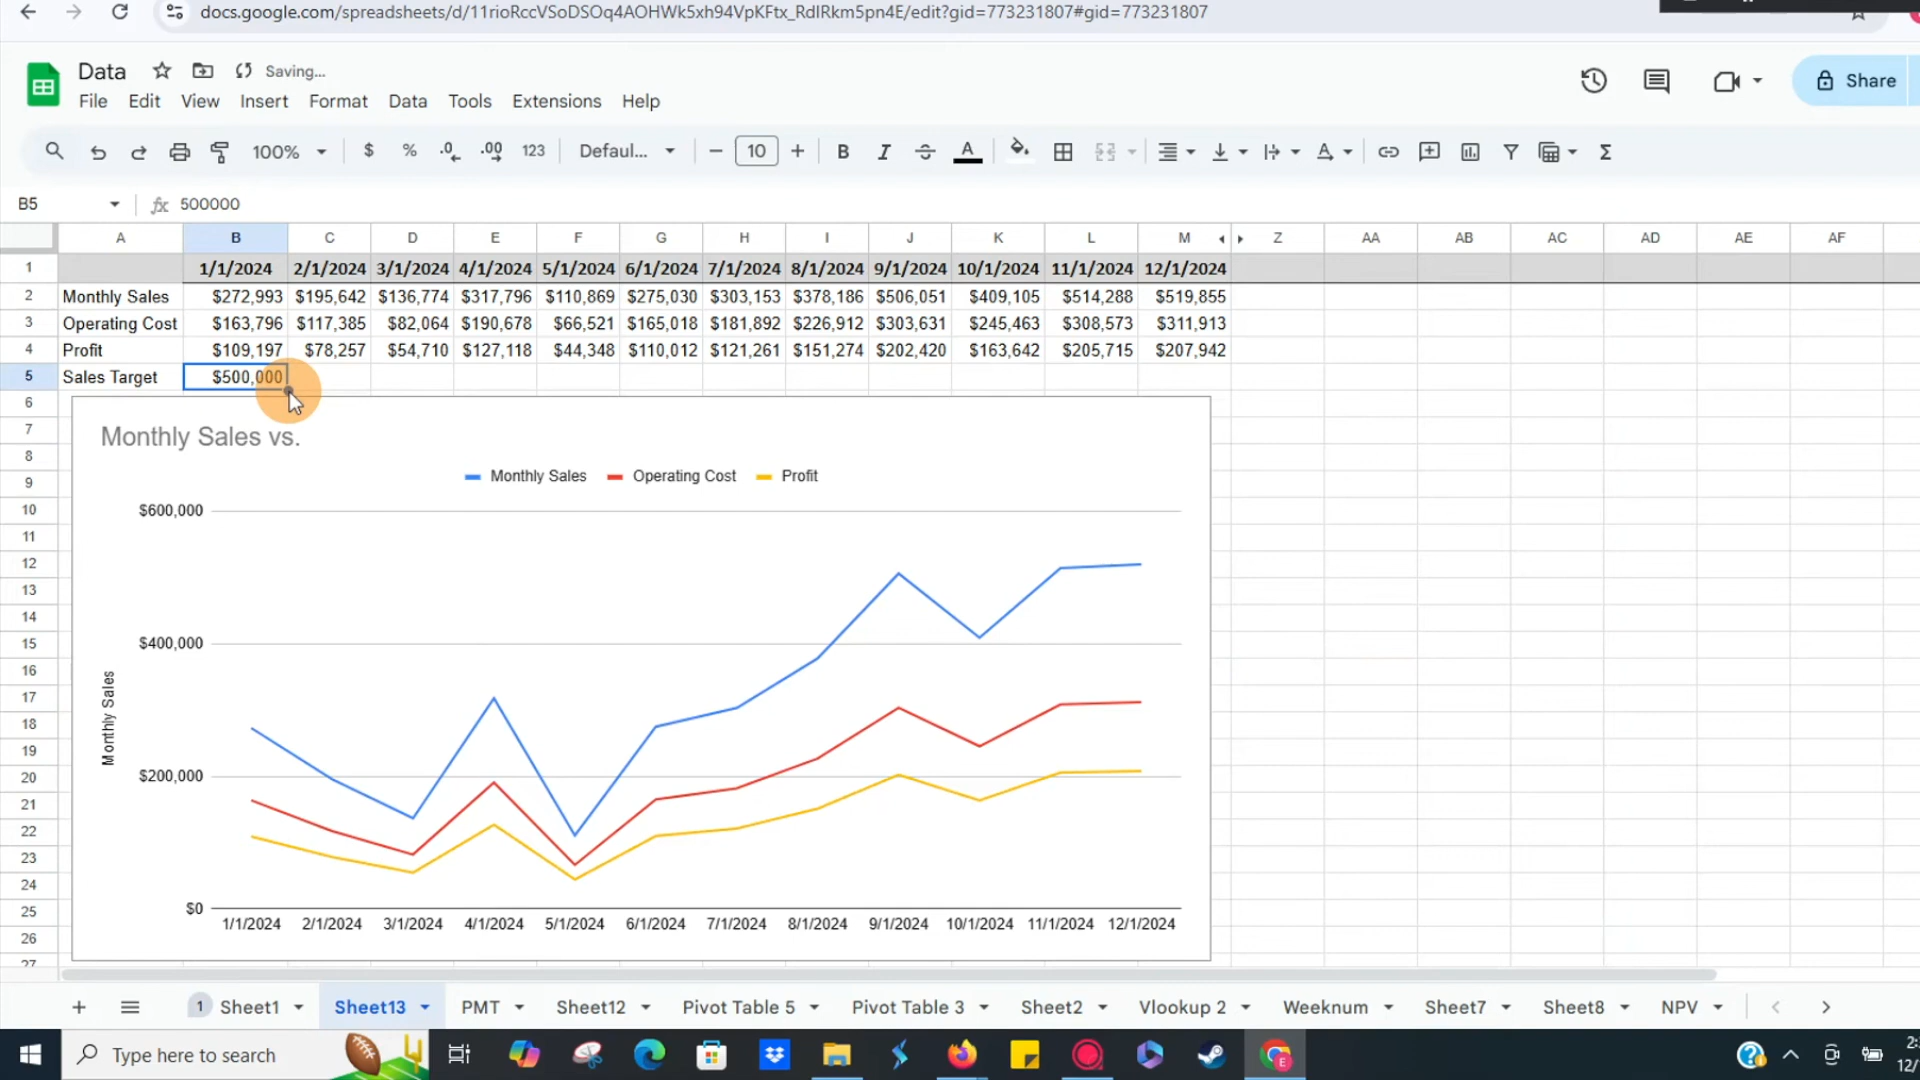 docs.google.com/spreadsheets/d/11rioRccVSoDSOq4AOHWk5xh94VpKFtx_RdIRkm5pn4E/edit?gid=773231807#gid=773231807
Data Saving...
File Edit View Insert Format Data Tools Extensions Help
Share
100% $ % .0 .00 123 Defaul... 10 B I A
B5 fx 500000
A B C D E F G H I J K L M Z AA AB AC AD AE AF
1 1/1/2024 2/1/2024 3/1/2024 4/1/2024 5/1/2024 6/1/2024 7/1/2024 8/1/2024 9/1/2024 10/1/2024 11/1/2024 12/1/2024
2 Monthly Sales $272,993 $195,642 $136,774 $317,796 $110,869 $275,030 $303,153 $378,186 $506,051 $409,105 $514,288 $519,855
3 Operating Cost $163,796 $117,385 $82,064 $190,678 $66,521 $165,018 $181,892 $226,912 $303,631 $245,463 $308,573 $311,913
4 Profit $109,197 $78,257 $54,710 $127,118 $44,348 $110,012 $121,261 $151,274 $202,420 $163,642 $205,715 $207,942
5 Sales Target $500,000
6
7
8
9
10
11
12
13
14
15
16
17
18
19
20
21
22
23
24
25
26
27
Monthly Sales vs.
Monthly Sales Operating Cost Profit
$600,000
$400,000
$200,000
$0
Monthly Sales
1/1/2024 2/1/2024 3/1/2024 4/1/2024 5/1/2024 6/1/2024 7/1/2024 8/1/2024 9/1/2024 10/1/2024 11/1/2024 12/1/2024
1 Sheet1 Sheet13 PMT Sheet12 Pivot Table 5 Pivot Table 3 Sheet2 Vlookup 2 Weeknum Sheet7 Sheet8 NPV
Type here to search
E
2:
12/